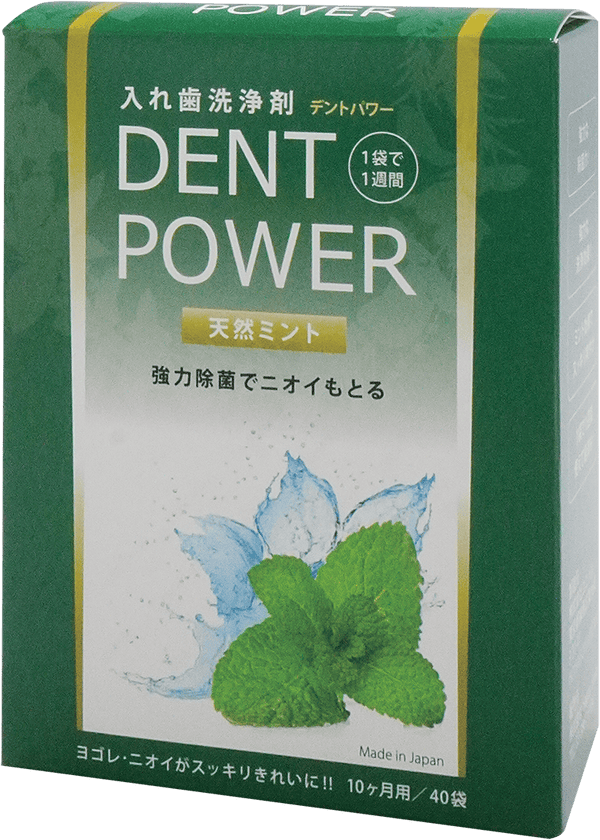 POWER
入れ歯洗浄剤 デントパワー
DENT
POWER
1袋で
1週間
天然ミント
強力除菌でニオイもとる
Made in Japan
ヨゴレ・ニオイがスッキリきれいに!! 10ヶ月用/40袋